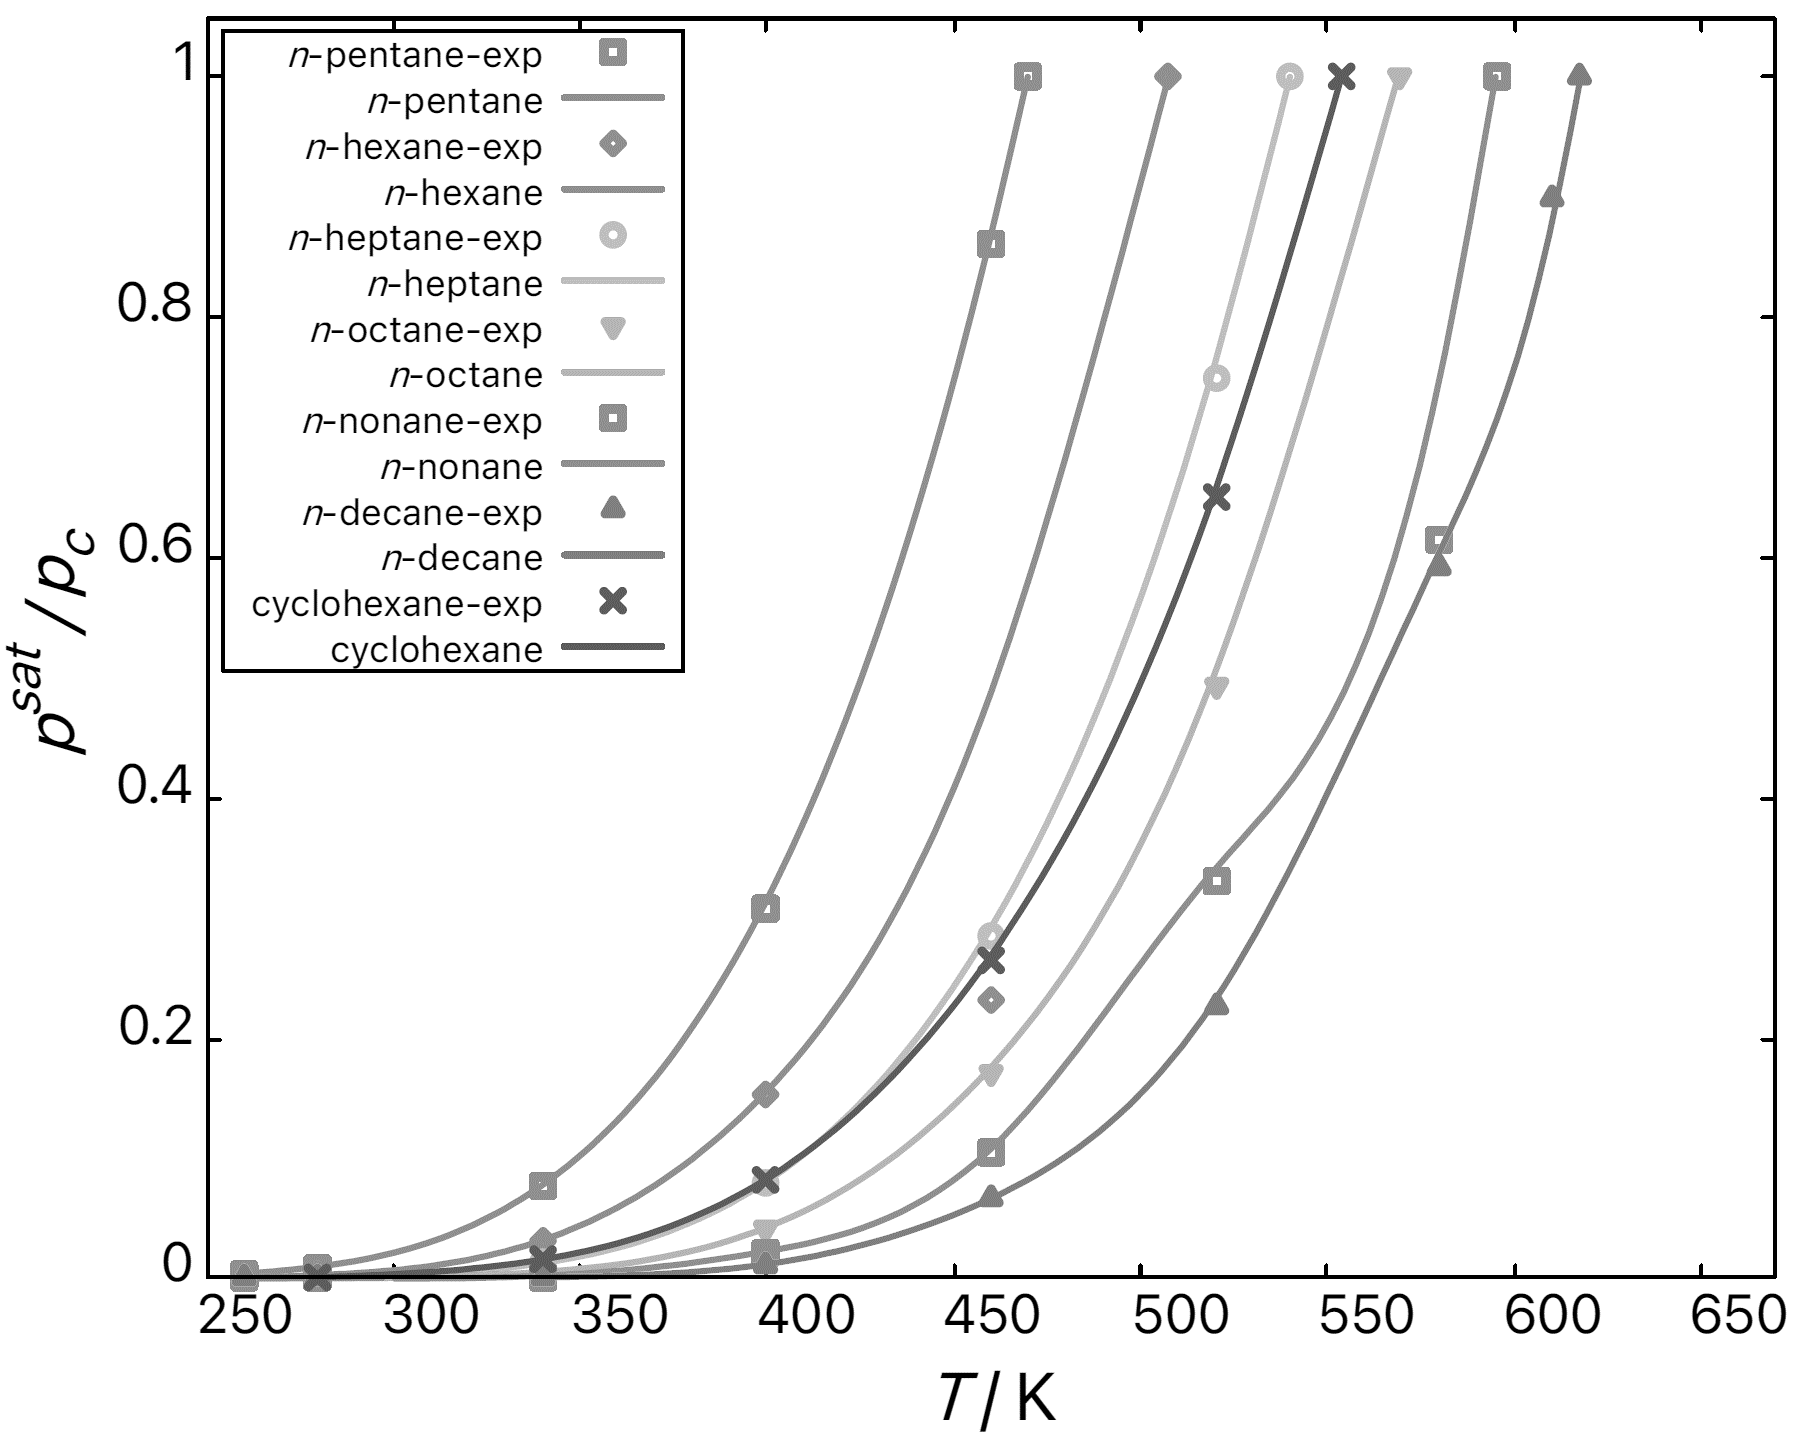 n-pentane-exp
n-pentane
n-hexane-exp
n-hexane
n-heptane-exp
n-heptane
n-octane-exp
n-octane
n-nonane-exp
n-nonane
n-decane-exp
n-decane
cyclohexane-exp
cyclohexane
1
0.8
0.6
0.4
0.2
0
p^sat / p_c
250 300 350 400 450 500 550 600 650
T / K